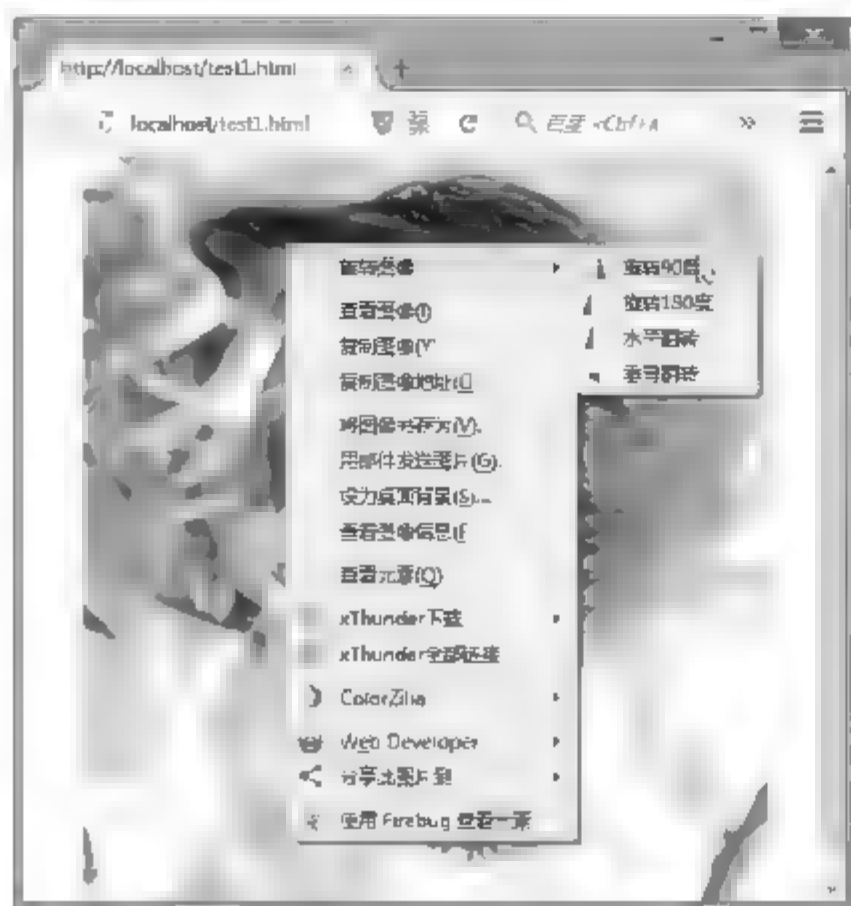 http://localhost/test1.html
localhost/test1.html
百度 <Ctrl+K
旋转图像
旋转90度
旋转180度
水平翻转
垂直翻转
查看图像(I)
复制图像(Y
复制图像地址(
将图像另存为(V).
用邮件发送图片(G).
设为桌面背景(S)...
查看图像信息(F
查看元素(Q)
xThunder下载
xThunder全部链接
ColorZilla
Web Developer
分享此图片到
使用 Firebug 查看元素